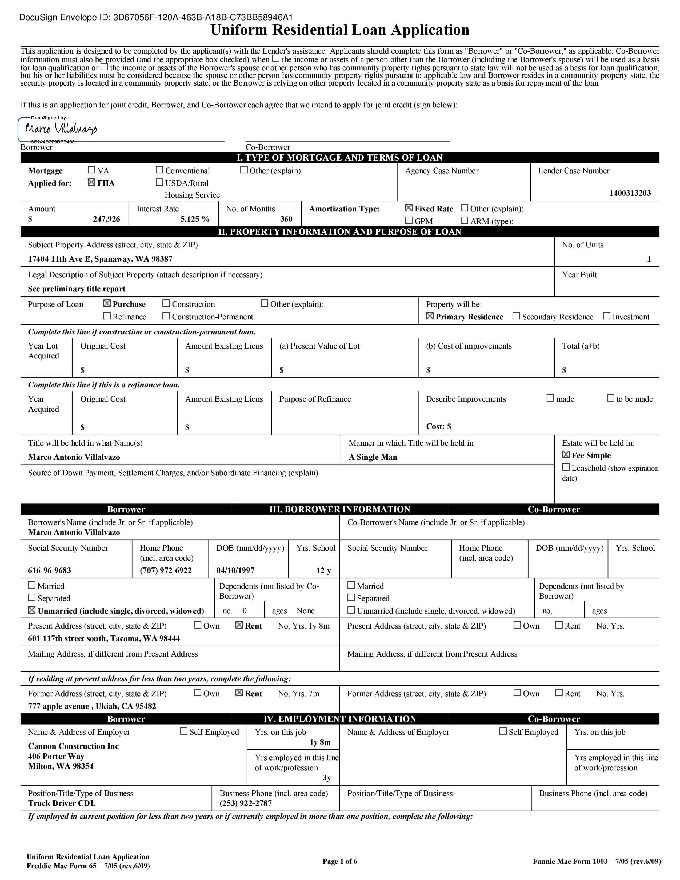 DocuSign Envelope ID: 3D67056F-120A-463B-A18B-C73BB58946A1
Uniform Residential Loan Application
This application is designed to be completed by the applicant(s) with the Lender's assistance. Applicants should complete this form as "Borrower" or "Co-Borrower," as applicable. Co-Borrower
information must also be provided (and the appropriate box checked) when ☐ the income or assets of a person other than the Borrower (including the Borrower's spouse) will be used as a basis
for loan qualification or ☐ the income or assets of the Borrower's spouse or other person who has community property rights pursuant to state law will not be used as a basis for loan qualification,
but his or her liabilities must be considered because the spouse or other person has community property rights pursuant to applicable law and Borrower resides in a community property state, the
security property is located in a community property state, or the Borrower is relying on other property located in a community property state as a basis for repayment of the loan.
If this is an application for joint credit, Borrower, and Co-Borrower each agree that we intend to apply for joint credit (sign below):
DocuSigned by:
Marco Villalvazo
Borrower Co-Borrower
I. TYPE OF MORTGAGE AND TERMS OF LOAN
Mortgage ☐ VA ☐ Conventional ☐ Other (explain): Agency Case Number Lender Case Number
Applied for: ☒ FHA ☐ USDA/Rural
Housing Service 1400313203
Amount Interest Rate No. of Months Amortization Type: ☒ Fixed Rate ☐ Other (explain):
$ 247,926 5.125 % 360 ☐ GPM ☐ ARM (type):
II. PROPERTY INFORMATION AND PURPOSE OF LOAN
Subject Property Address (street, city, state & ZIP) No. of Units
17404 11th Ave E, Spanaway, WA 98387 1
Legal Description of Subject Property (attach description if necessary) Year Built
See preliminary title report
Purpose of Loan ☒ Purchase ☐ Construction ☐ Other (explain): Property will be:
☐ Refinance ☐ Construction-Permanent ☒ Primary Residence ☐ Secondary Residence ☐ Investment
Complete this line if construction or construction-permanent loan.
Year Lot Original Cost Amount Existing Liens (a) Present Value of Lot (b) Cost of improvements Total (a+b)
Acquired
$ $ $ $ $
Complete this line if this is a refinance loan.
Year Original Cost Amount Existing Liens Purpose of Refinance Describe Improvements ☐ made ☐ to be made
Acquired
$ $ Cost: $
Title will be held in what Name(s) Manner in which Title will be held in Estate will be held in:
Marco Antonio Villalvazo A Single Man ☒ Fee Simple
Source of Down Payment, Settlement Charges, and/or Subordinate Financing (explain) ☐ Leasehold (show expiration
date)
Borrower III. BORROWER INFORMATION Co-Borrower
Borrower's Name (include Jr. or Sr. if applicable) Co-Borrower's Name (include Jr. or Sr. if applicable)
Marco Antonio Villalvazo
Social Security Number Home Phone DOB (mm/dd/yyyy) Yrs. School Social Security Number Home Phone DOB (mm/dd/yyyy) Yrs. School
(incl. area code) (incl. area code)
616-96-9683 (707) 972-6922 04/10/1997 12 y
☐ Married Dependents (not listed by Co- ☐ Married Dependents (not listed by
☐ Separated Borrower) ☐ Separated Borrower)
☒ Unmarried (include single, divorced, widowed) no. 0 ages None ☐ Unmarried (include single, divorced, widowed) no. ages
Present Address (street, city, state & ZIP) ☐ Own ☒ Rent No. Yrs. 1y 8m Present Address (street, city, state & ZIP) ☐ Own ☐ Rent No. Yrs.
601 117th street south, Tacoma, WA 98444
Mailing Address, if different from Present Address Mailing Address, if different from Present Address
If residing at present address for less than two years, complete the following:
Former Address (street, city, state & ZIP) ☐ Own ☒ Rent No. Yrs. 7m Former Address (street, city, state & ZIP) ☐ Own ☐ Rent No. Yrs.
777 apple avenue , Ukiah, CA 95482
Borrower IV. EMPLOYMENT INFORMATION Co-Borrower
Name & Address of Employer ☐ Self Employed Yrs. on this job Name & Address of Employer ☐ Self Employed Yrs. on this job
1y 8m
Cannon Construction Inc
406 Porter Way Yrs employed in this line Yrs employed in this line
Milton, WA 98354 of work/profession of work/profession
3y
Position/Title/Type of Business Business Phone (incl. area code) Position/Title/Type of Business Business Phone (incl. area code)
Truck Driver CDL (253) 922-2787
If employed in current position for less than two years or if currently employed in more than one position, complete the following:
Uniform Residential Loan Application
Freddie Mac Form 65 7/05 (rev.6/09) Page 1 of 6 Fannie Mae Form 1003 7/05 (rev.6/09)